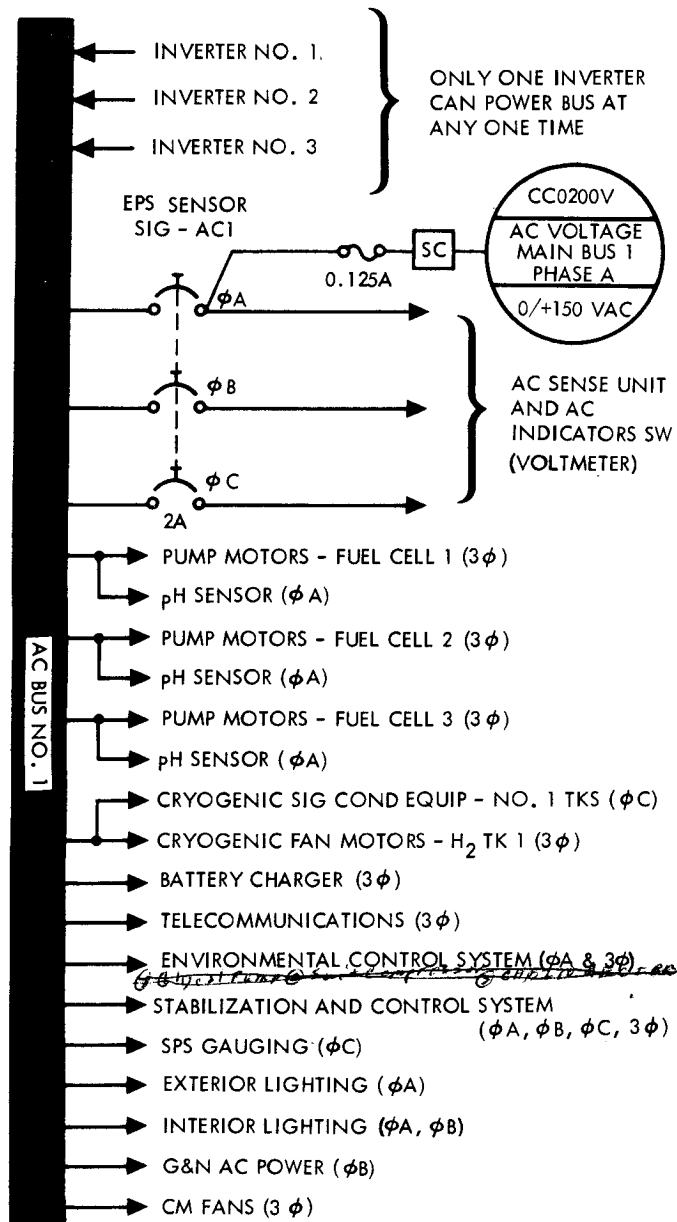 INVERTER NO. 1
INVERTER NO. 2
INVERTER NO. 3
ONLY ONE INVERTER
CAN POWER BUS AT
ANY ONE TIME
EPS SENSOR
SIG - AC1
0.125A
SC
CC0200V
AC VOLTAGE
MAIN BUS 1
PHASE A
0/+150 VAC
ϕA
ϕB
ϕC
2A
AC SENSE UNIT
AND AC
INDICATORS SW
(VOLTMETER)
AC BUS NO. 1
PUMP MOTORS - FUEL CELL 1 (3ϕ)
pH SENSOR (ϕA)
PUMP MOTORS - FUEL CELL 2 (3ϕ)
pH SENSOR (ϕA)
PUMP MOTORS - FUEL CELL 3 (3ϕ)
pH SENSOR (ϕA)
CRYOGENIC SIG COND EQUIP - NO. 1 TKS (ϕC)
CRYOGENIC FAN MOTORS - H2 TK 1 (3ϕ)
BATTERY CHARGER (3ϕ)
TELECOMMUNICATIONS (3ϕ)
ENVIRONMENTAL CONTROL SYSTEM (ϕA & 3ϕ)
STABILIZATION AND CONTROL SYSTEM
(ϕA, ϕB, ϕC, 3ϕ)
SPS GAUGING (ϕC)
EXTERIOR LIGHTING (ϕA)
INTERIOR LIGHTING (ϕA, ϕB)
G&N AC POWER (ϕB)
CM FANS (3 ϕ)